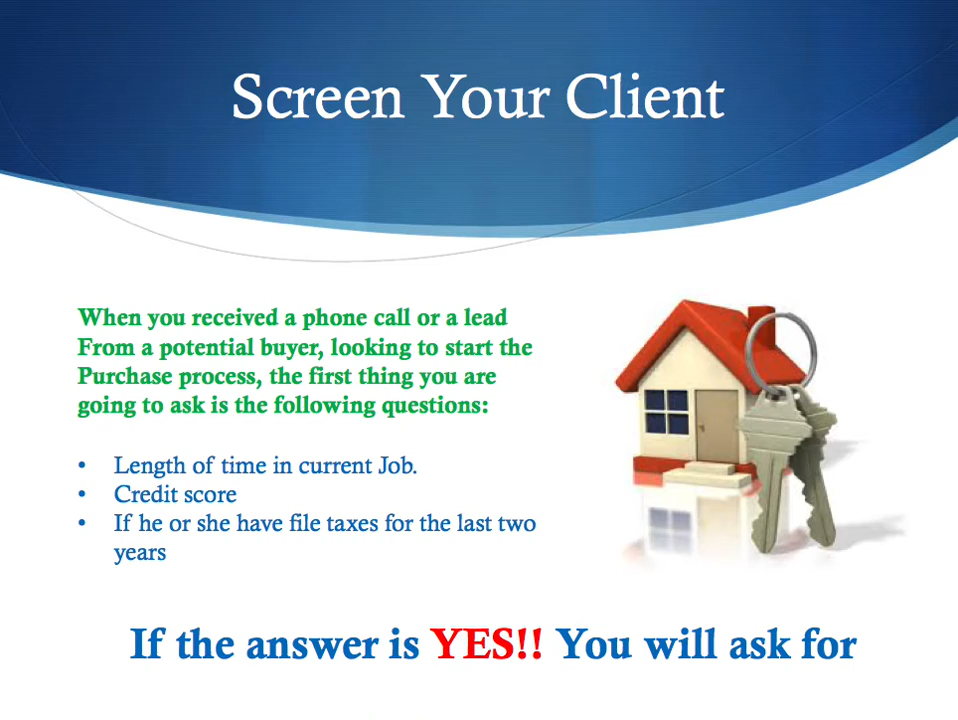 Screen Your Client
When you received a phone call or a lead
From a potential buyer, looking to start the
Purchase process, the first thing you are
going to ask is the following questions:
• Length of time in current Job.
• Credit score
• If he or she have file taxes for the last two
years
If the answer is YES!! You will ask for